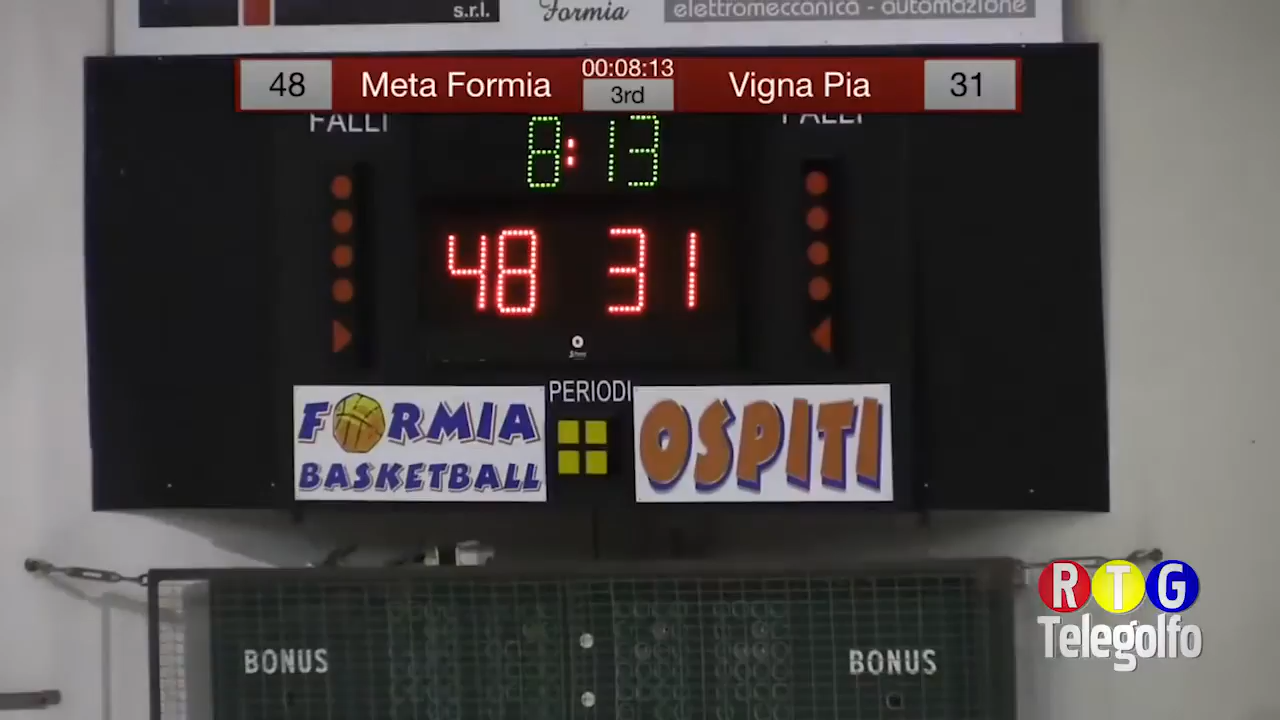 s.r.l.
Formia
elettromeccanica - automazione
48 Meta Formia 00:08:13 3rd Vigna Pia 31
FALLI
FALLI
8:13
48 31
PERIODI
FORMIA
BASKETBALL
OSPITI
BONUS
BONUS
RTG
Telegolfo